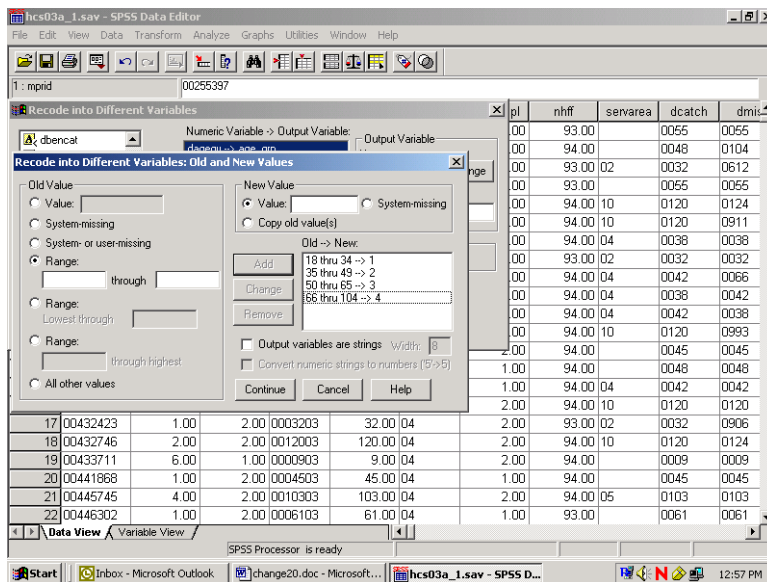 hcs03a_1.sav - SPSS Data Editor
File Edit View Data Transform Analyze Graphs Utilities Window Help
1 : mprid 00255397
Recode into Different Variables
dbencat
Numeric Variable -> Output Variable:
Output Variable
Recode into Different Variables: Old and New Values
Old Value
Value:
System-missing
System- or user-missing
Range:
through
Range:
Lowest through
Range:
through highest
All other values
New Value
Value: System-missing
Copy old value(s)
Old --> New:
Add
Change
Remove
18 thru 34 --> 1
35 thru 49 --> 2
50 thru 65 --> 3
66 thru 104 --> 4
Output variables are strings Width: 8
Convert numeric strings to numbers ('5'->5)
Continue Cancel Help
pl nhff servarea dcatch dmis
.00 93.00 0055 0055
.00 94.00 0048 0104
.00 93.00 02 0032 0612
.00 93.00 0055 0055
.00 94.00 10 0120 0124
.00 94.00 10 0120 0911
.00 94.00 04 0038 0038
.00 93.00 02 0032 0032
.00 94.00 04 0042 0066
.00 94.00 04 0038 0042
.00 94.00 04 0042 0038
.00 94.00 10 0120 0993
2.00 94.00 0045 0045
1.00 94.00 0048 0048
1.00 94.00 04 0042 0042
2.00 94.00 10 0120 0120
17 00432423 1.00 2.00 0003203 32.00 04 2.00 93.00 02 0032 0906
18 00432746 2.00 2.00 0012003 120.00 04 2.00 94.00 10 0120 0124
19 00433711 6.00 1.00 0000903 9.00 04 2.00 94.00 0009 0009
20 00441868 1.00 2.00 0004503 45.00 04 1.00 94.00 0045 0045
21 00445745 4.00 2.00 0010303 103.00 04 2.00 94.00 05 0103 0103
22 00446302 1.00 2.00 0006103 61.00 04 1.00 93.00 0061 0061
Data View Variable View
SPSS Processor is ready
Start Inbox - Microsoft Outlook change20.doc - Microsoft... hcs03a_1.sav - SPSS D... 12:57 PM